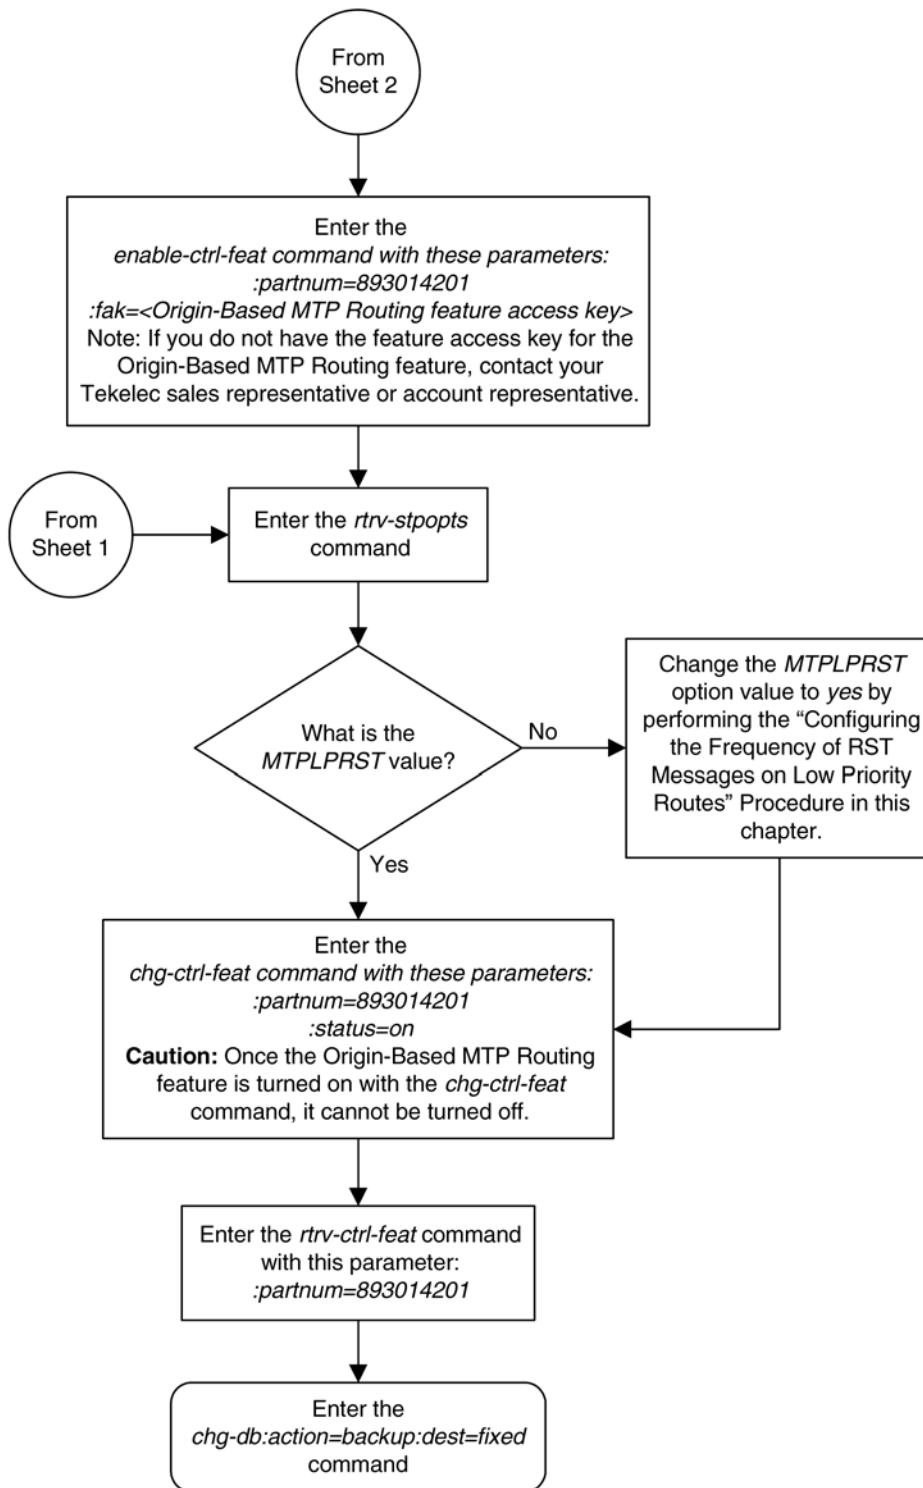 From
Sheet 2
Enter the
enable-ctrl-feat command with these parameters:
:partnum=893014201
:fak=<Origin-Based MTP Routing feature access key>
Note: If you do not have the feature access key for the
Origin-Based MTP Routing feature, contact your
Tekelec sales representative or account representative.
From
Sheet 1
Enter the rtrv-stpopts
command
What is the
MTPLPRST value?
No
Change the MTPLPRST
option value to yes by
performing the “Configuring
the Frequency of RST
Messages on Low Priority
Routes” Procedure in this
chapter.
Yes
Enter the
chg-ctrl-feat command with these parameters:
:partnum=893014201
:status=on
Caution: Once the Origin-Based MTP Routing
feature is turned on with the chg-ctrl-feat
command, it cannot be turned off.
Enter the rtrv-ctrl-feat command
with this parameter:
:partnum=893014201
Enter the
chg-db:action=backup:dest=fixed
command